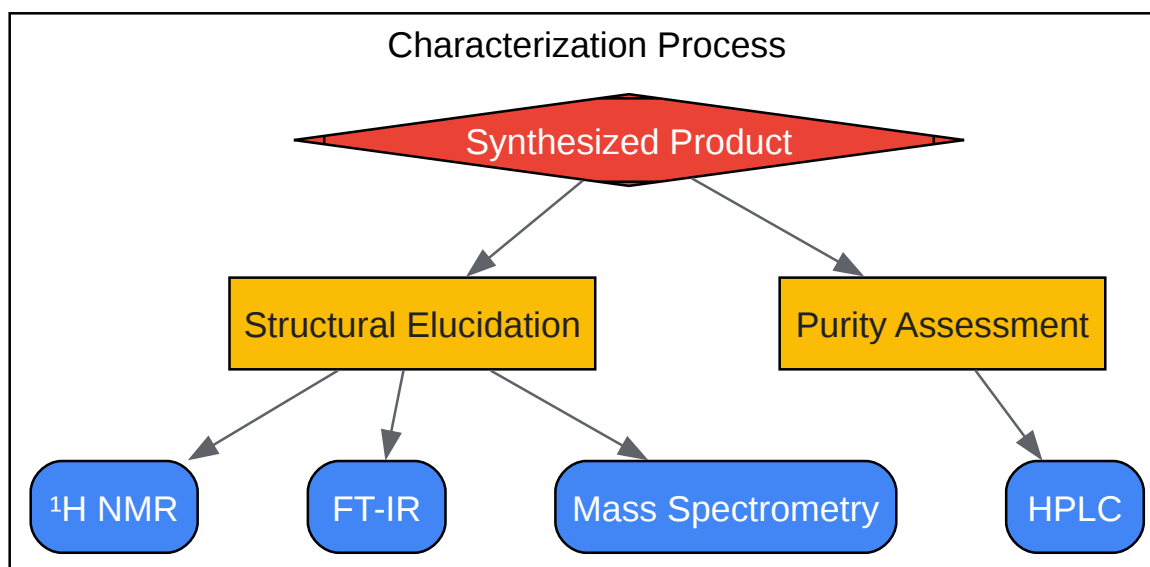 Characterization Process
Synthesized Product
Structural Elucidation
Purity Assessment
¹H NMR
FT-IR
Mass Spectrometry
HPLC